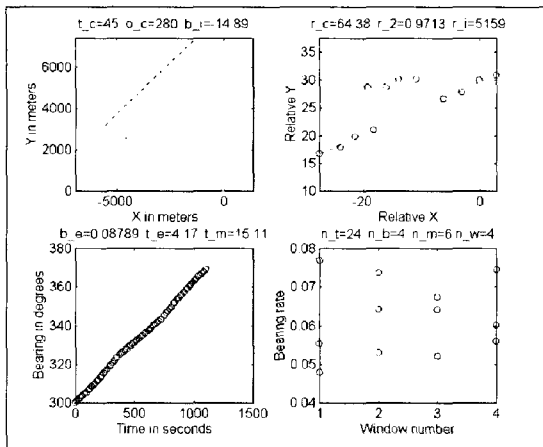 t_c=45 o_c=280 b_i=-14 89
6000
4000
2000
0
Y in meters
-5000 0
X in meters
r_c=64 38 r_2=0 9713 r_i=5159
35
30
25
20
15
Relative Y
-20 0
Relative X
b_e=0 08789 t_e=4 17 t_m=15 11
380
360
340
320
300
Bearing in degrees
0 500 1000 1500
Time in seconds
n_t=24 n_b=4 n_m=6 n_w=4
0 08
0 07
0 06
0 05
0 04
Bearing rate
1 2 3 4
Window number